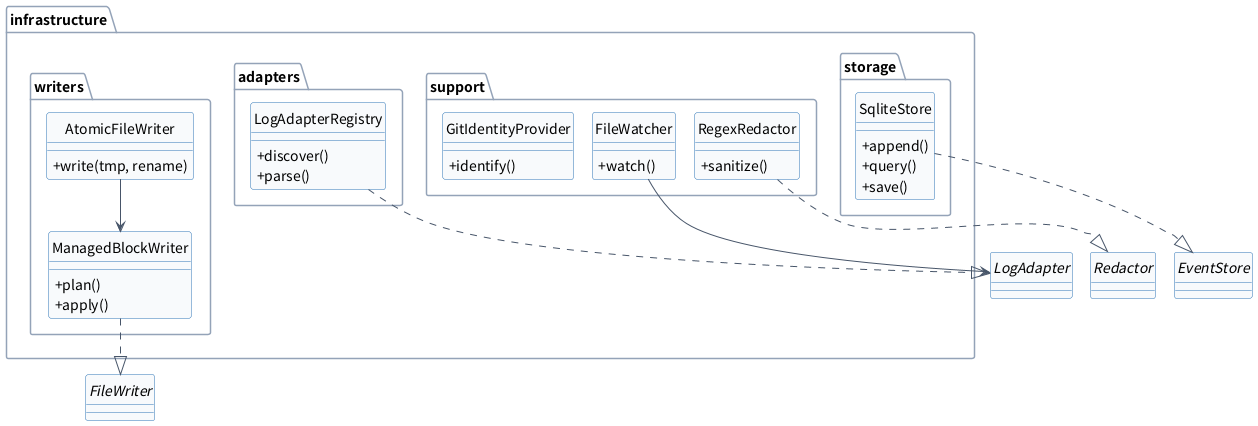 infrastructure
writers
AtomicFileWriter
+write(tmp, rename)
ManagedBlockWriter
+plan()
+apply()
adapters
LogAdapterRegistry
+discover()
+parse()
support
GitIdentityProvider
+identify()
FileWatcher
+watch()
RegexRedactor
+sanitize()
storage
SqliteStore
+append()
+query()
+save()
LogAdapter
Redactor
EventStore
FileWriter